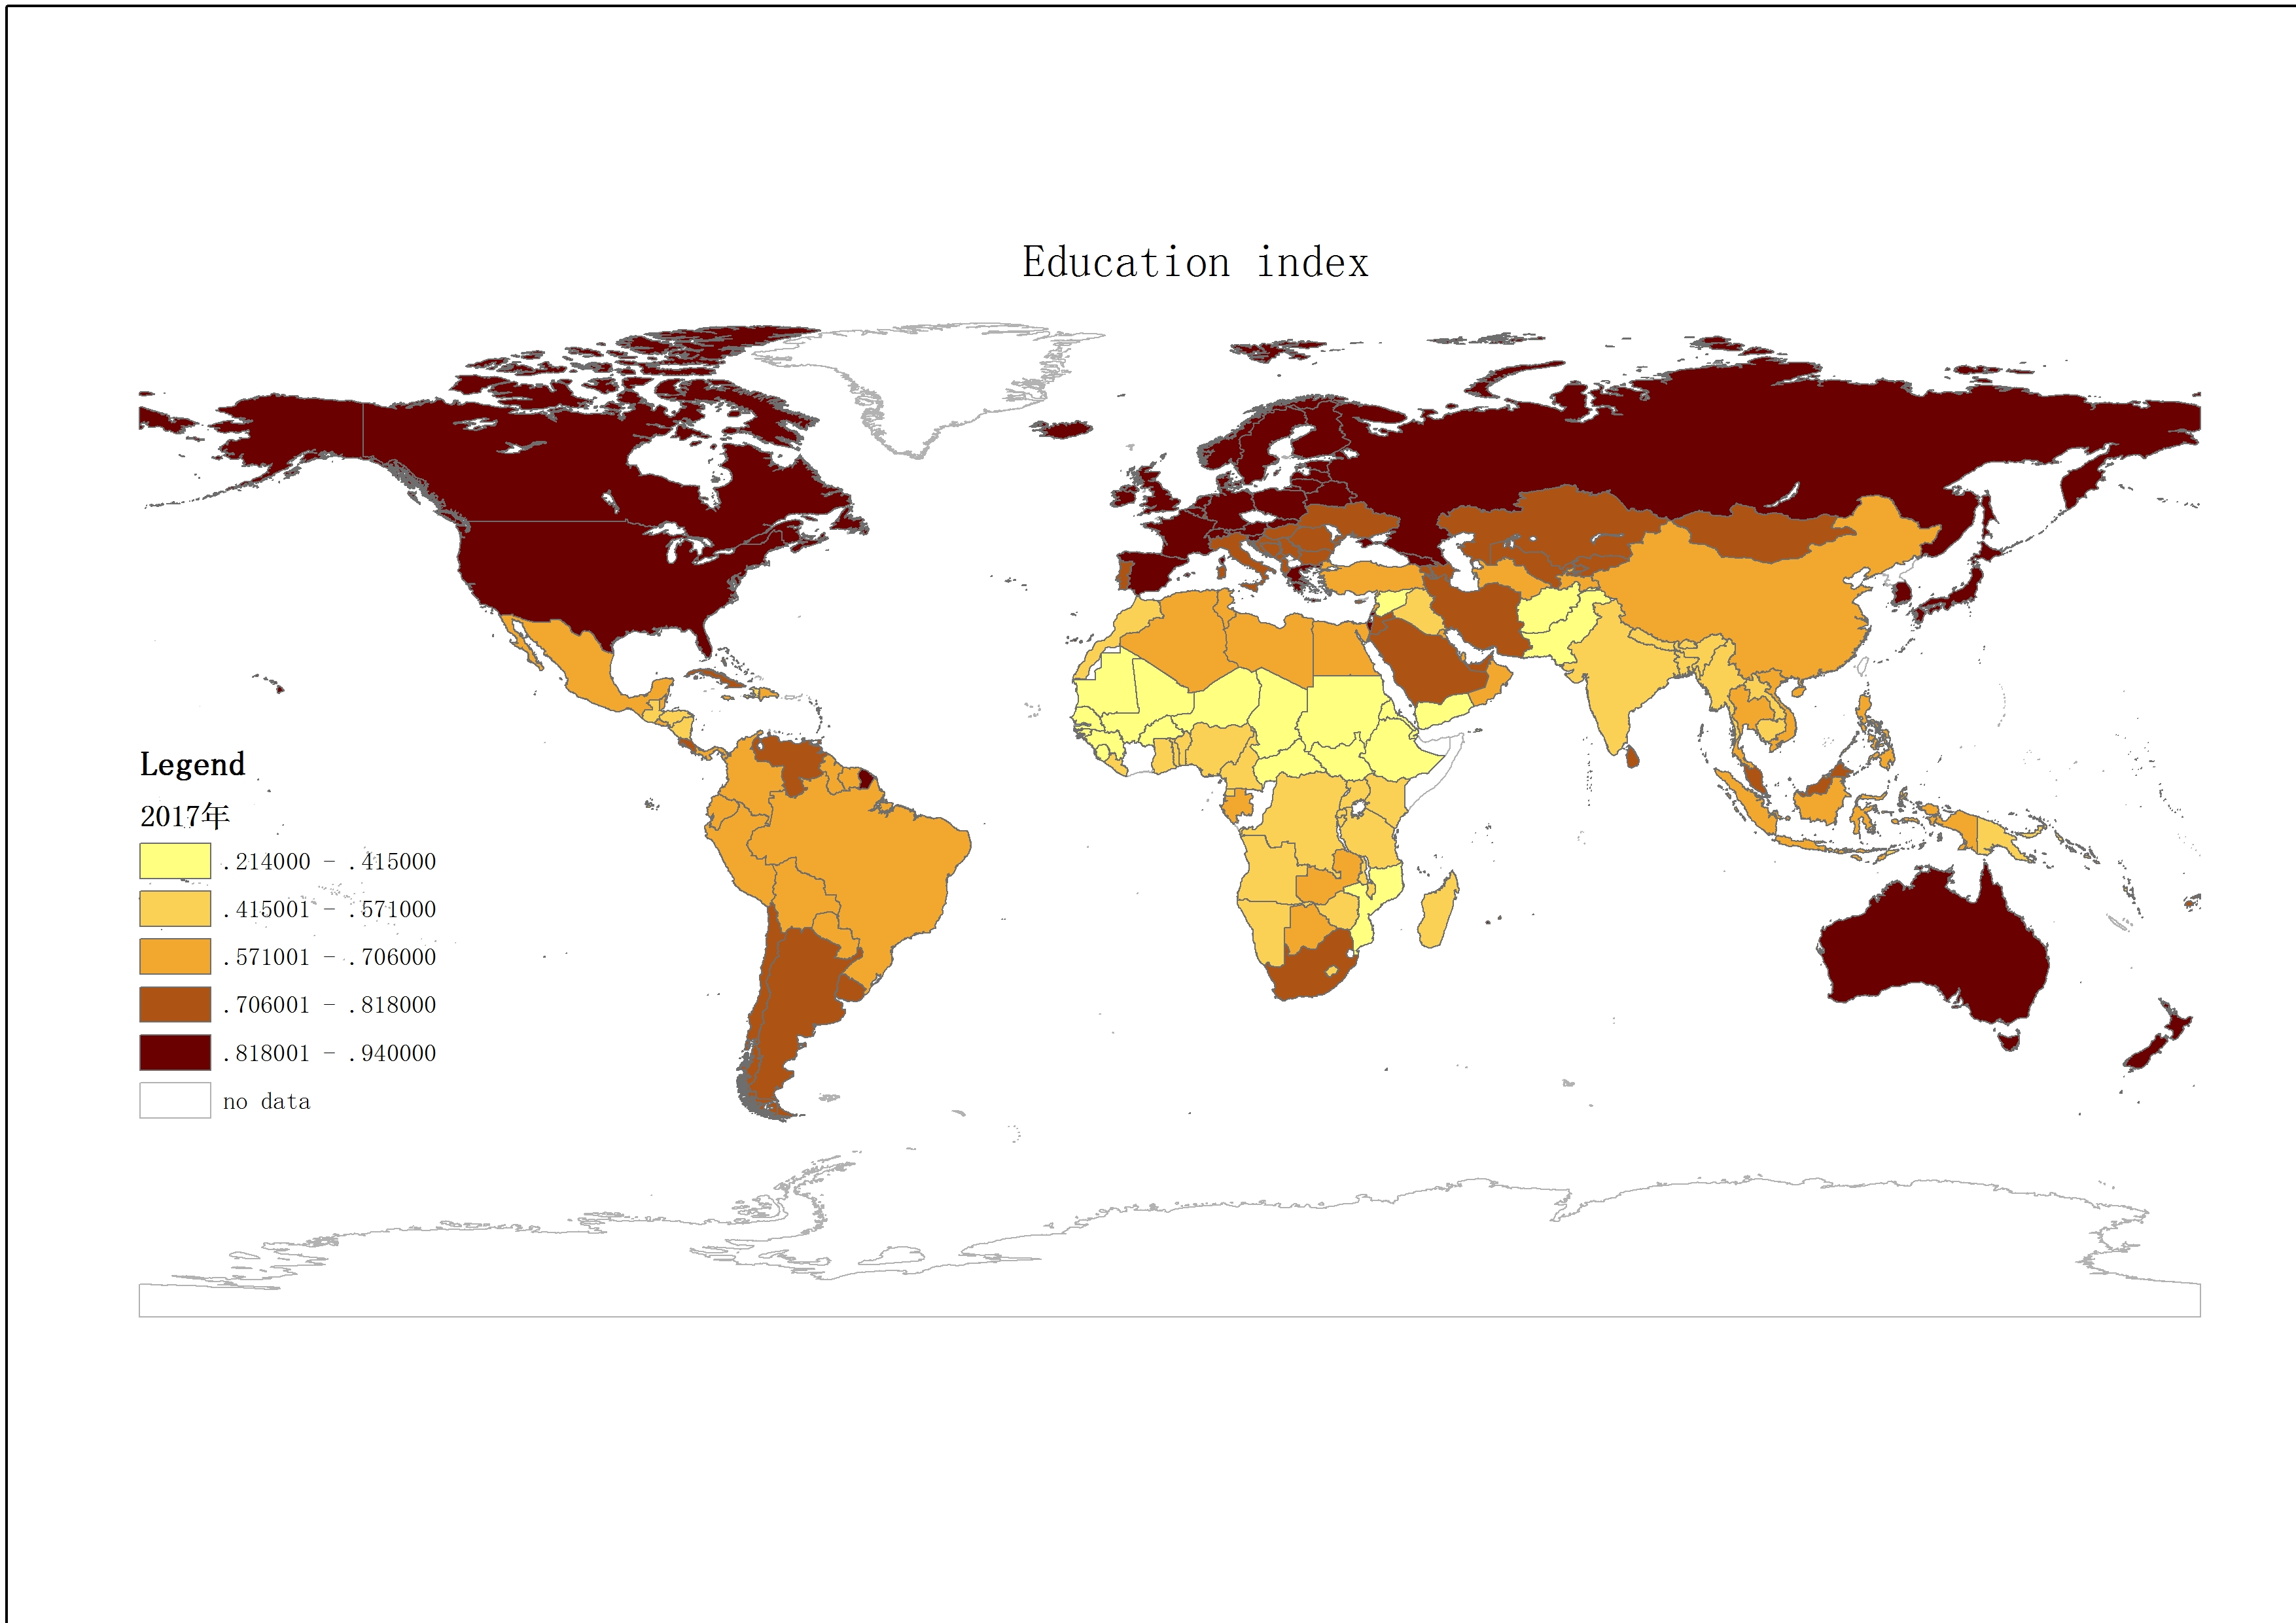 Education index
Legend
2017年
.214000 - .415000
.415001 - .571000
.571001 - .706000
.706001 - .818000
.818001 - .940000
no data